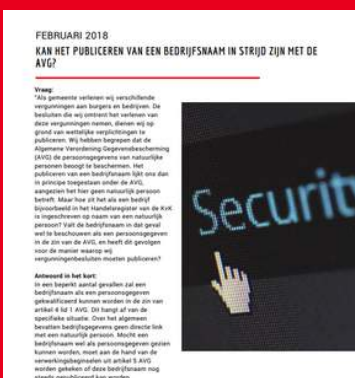 FEBRUARI 2018
KAN HET PUBLICEREN VAN EEN BEDRIJFSNAAM IN STRIJD ZIJN MET DE
AVG?
Vraag:
"Als gemeente verlenen wij verschillende
vergunningen aan burgers en bedrijven. De
besluiten die wij omtrent het verlenen van
deze vergunningen nemen, dienen wij op
grond van wettelijke verplichtingen te
publiceren. Wij hebben begrepen dat de
Algemene Verordening Gegevensbescherming
(AVG) de persoonsgegevens van natuurlijke
personen beoogt te beschermen. Het
publiceren van een bedrijfsnaam lijkt ons dan
in principe toegestaan onder de AVG,
aangezien het hier geen natuurlijk persoon
betreft. Maar hoe zit het als een bedrijf
bijvoorbeeld in het Handelsregister van de KvK
is ingeschreven op naam van een natuurlijk
persoon? Valt de bedrijfsnaam in dat geval
wel te beschouwen als een persoonsgegeven
in de zin van de AVG, en heeft dit gevolgen
voor de manier waarop wij
vergunningenbesluiten moeten publiceren?
Antwoord in het kort:
In een beperkt aantal gevallen zal een
bedrijfsnaam als een persoonsgegeven
gekwalificeerd kunnen worden in de zin van
artikel 4 lid 1 AVG. Dit hangt af van de
specifieke situatie. Over het algemeen
bevatten bedrijfsgegevens geen directe link
met een natuurlijk persoon. Mocht een
bedrijfsnaam wel als persoonsgegeven gezien
kunnen worden, moet aan de hand van de
verwerkingsbeginselen uit artikel 5 AVG
worden gekeken of deze bedrijfsnaam nog
steeds gepubliceerd kan worden.
Securit